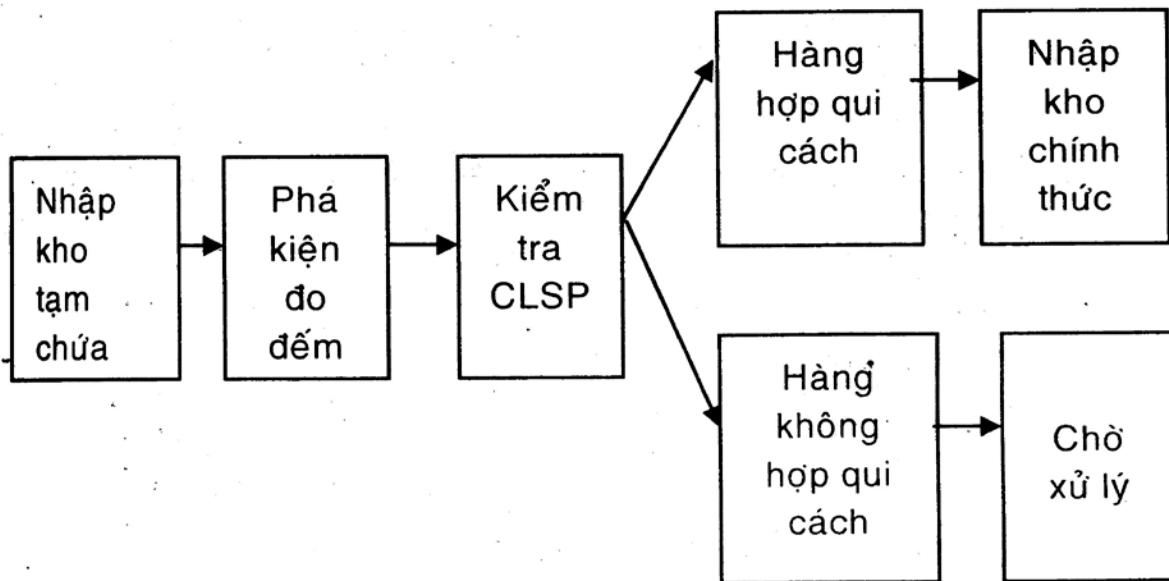 Nhập
kho
tạm
chứa
Phá
kiện
đo
đếm
Kiểm
tra
CLSP
Hàng
hợp qui
cách
Nhập
kho
chính
thức
Hàng
không
hợp qui
cách
Chờ
xử lý